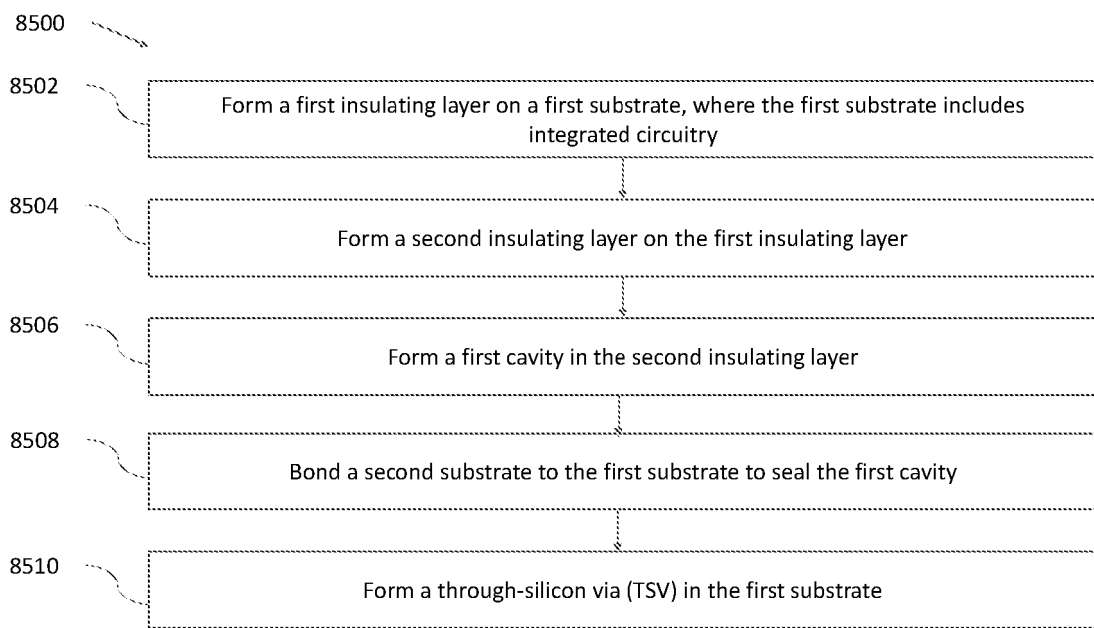 8500
8502
Form a first insulating layer on a first substrate, where the first substrate includes
integrated circuitry
8504
Form a second insulating layer on the first insulating layer
8506
Form a first cavity in the second insulating layer
8508
Bond a second substrate to the first substrate to seal the first cavity
8510
Form a through-silicon via (TSV) in the first substrate